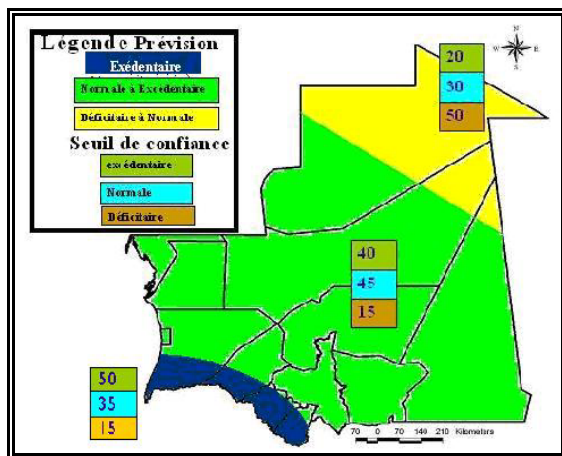 Légende Prévision
Exédentaire
Normale à Excédentaire
Déficitaire à Normale
Seuil de confiance
excédentaire
Normale
Déficitaire
N
W E
S
20
30
50
40
45
15
50
35
15
70 0 70 140 210 Kilometers